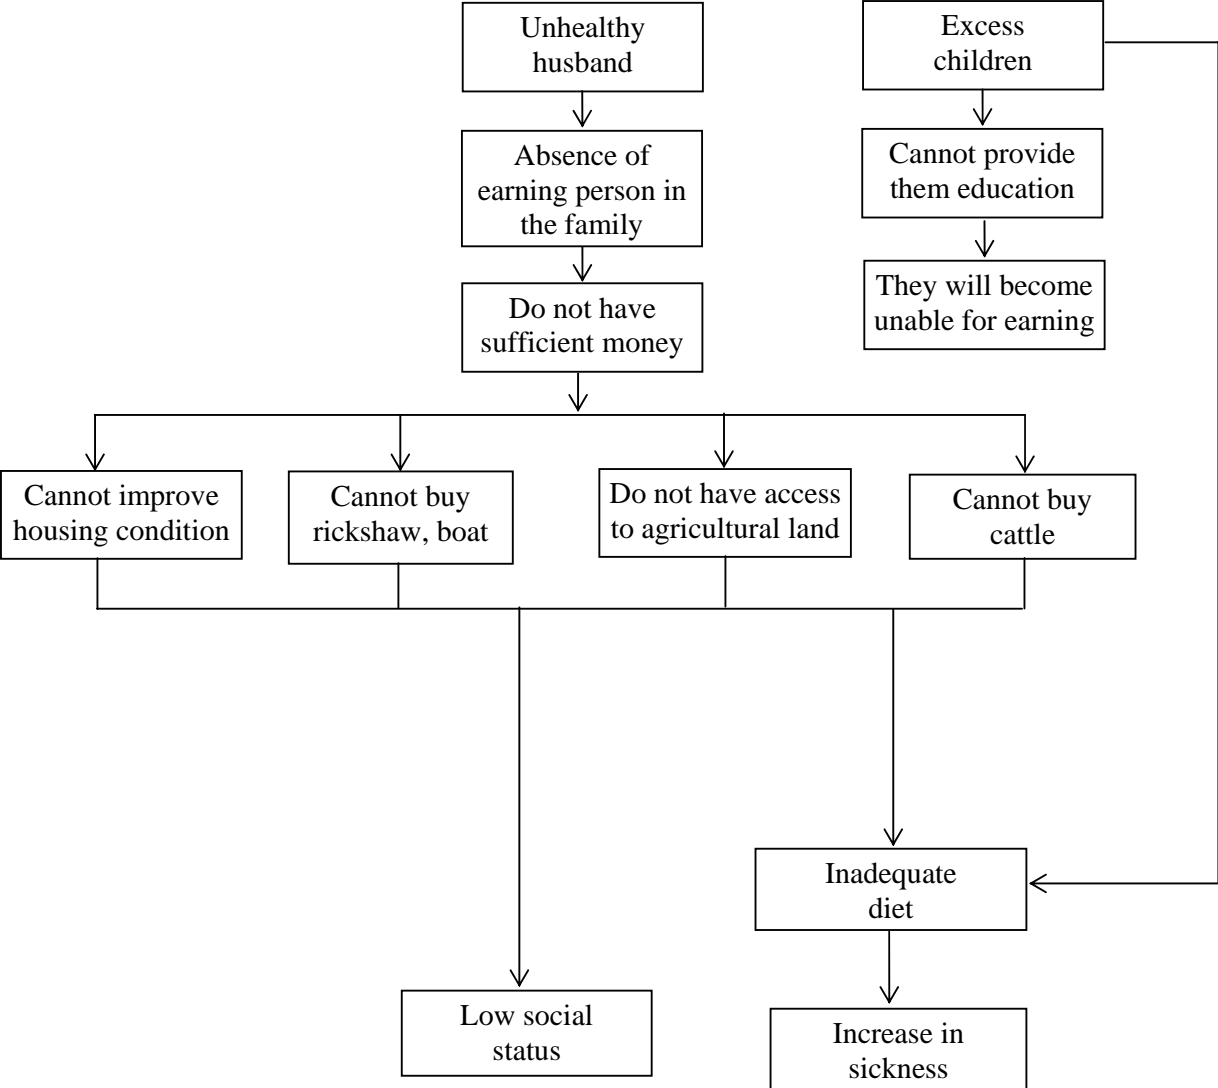 Unhealthy
husband
Excess
children
Absence of
earning person in
the family
Cannot provide
them education
Do not have
sufficient money
They will become
unable for earning
Cannot improve
housing condition
Cannot buy
rickshaw, boat
Do not have access
to agricultural land
Cannot buy
cattle
Inadequate
diet
Low social
status
Increase in
sickness